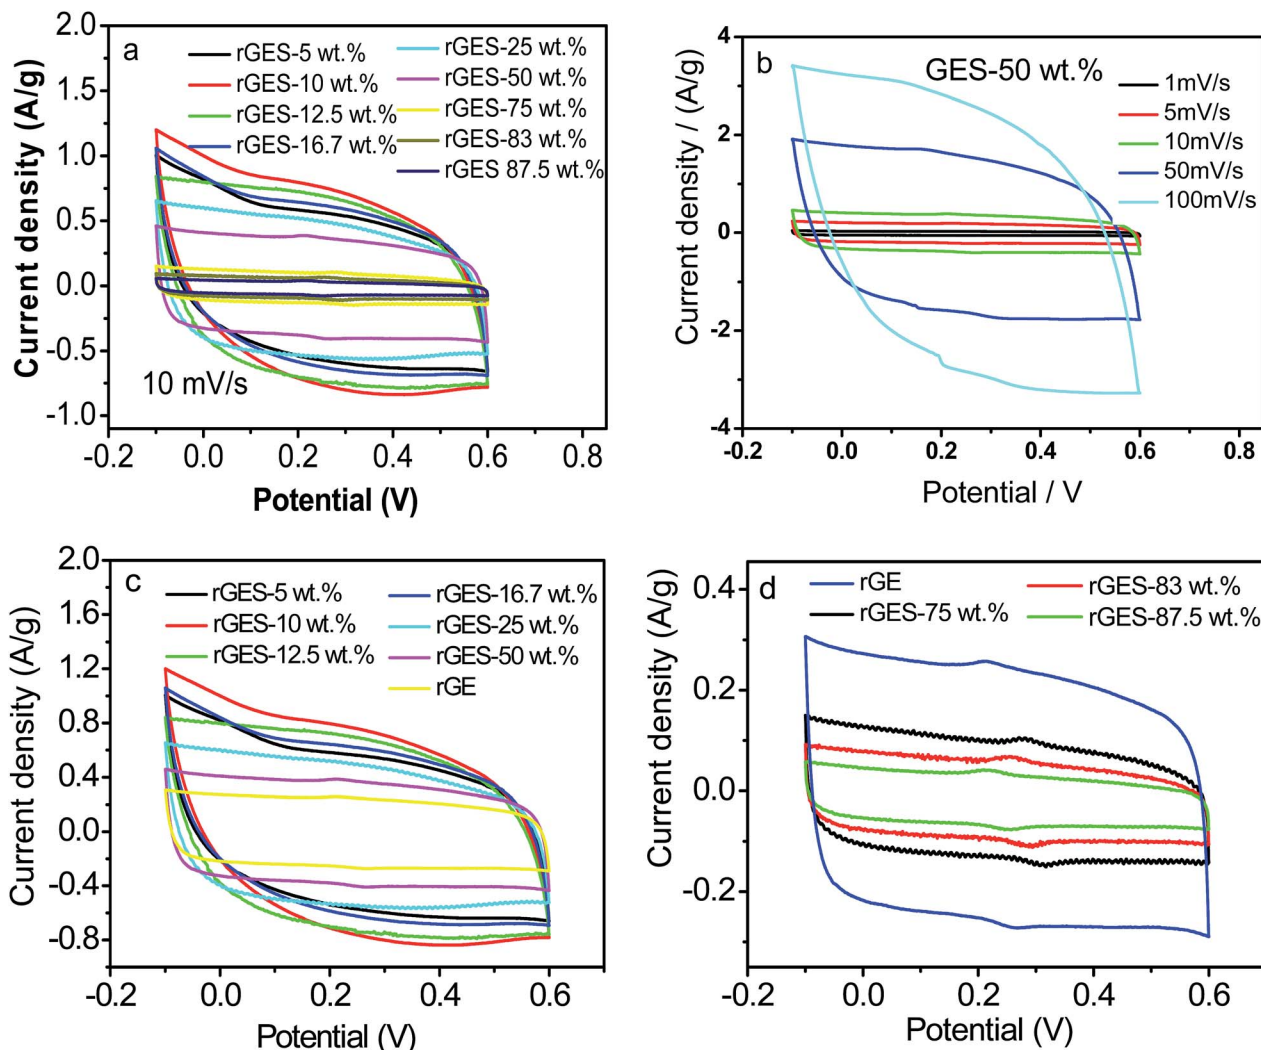 a
rGES-5 wt.%
rGES-10 wt.%
rGES-12.5 wt.%
rGES-16.7 wt.%
rGES-25 wt.%
rGES-50 wt.%
rGES-75 wt.%
rGES-83 wt.%
rGES 87.5 wt.%
10 mV/s
2.0
1.5
1.0
0.5
0.0
-0.5
-1.0
Current density (A/g)
-0.2 0.0 0.2 0.4 0.6 0.8
Potential (V)
b
GES-50 wt.%
1mV/s
5mV/s
10mV/s
50mV/s
100mV/s
4
2
0
-2
-4
Current density / (A/g)
-0.2 0.0 0.2 0.4 0.6 0.8
Potential / V
c
rGES-5 wt.%
rGES-10 wt.%
rGES-12.5 wt.%
rGES-16.7 wt.%
rGES-25 wt.%
rGES-50 wt.%
rGE
2.0
1.6
1.2
0.8
0.4
0.0
-0.4
-0.8
Current density (A/g)
-0.2 0.0 0.2 0.4 0.6
Potential (V)
d
rGE
rGES-75 wt.%
rGES-83 wt.%
rGES-87.5 wt.%
0.4
0.2
0.0
-0.2
Current density (A/g)
-0.2 0.0 0.2 0.4 0.6
Potential (V)